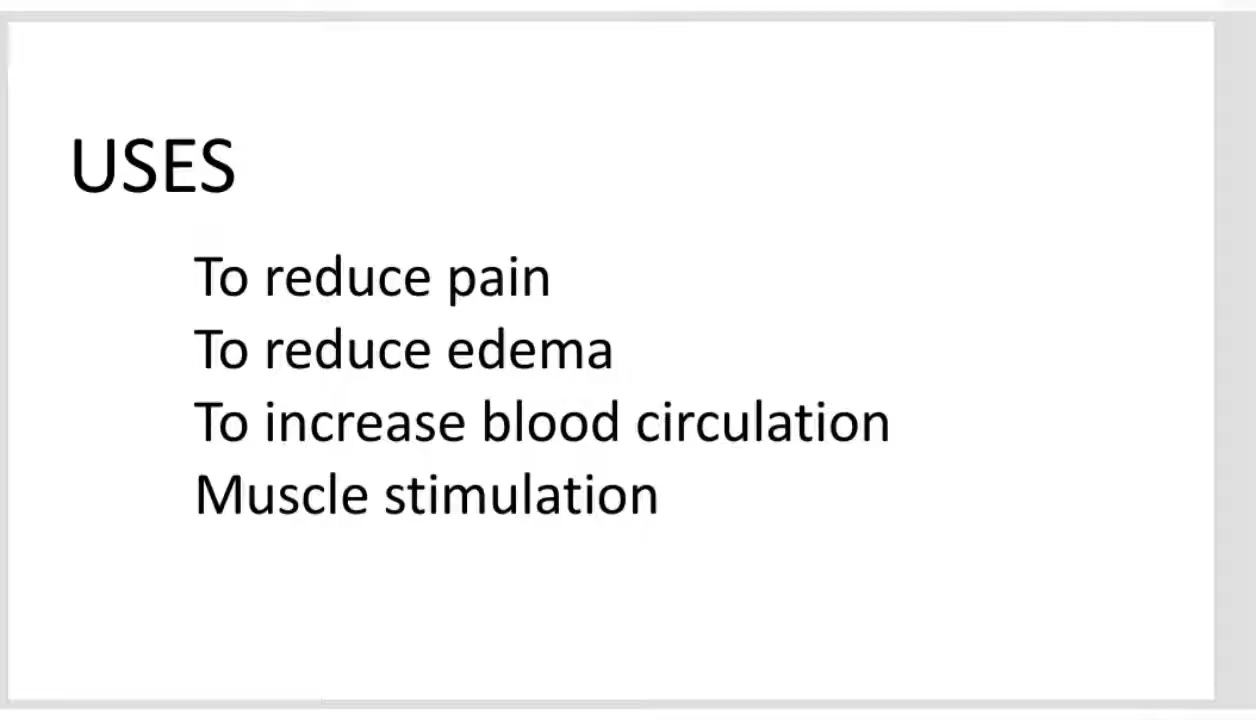 USES
To reduce pain
To reduce edema
To increase blood circulation
Muscle stimulation